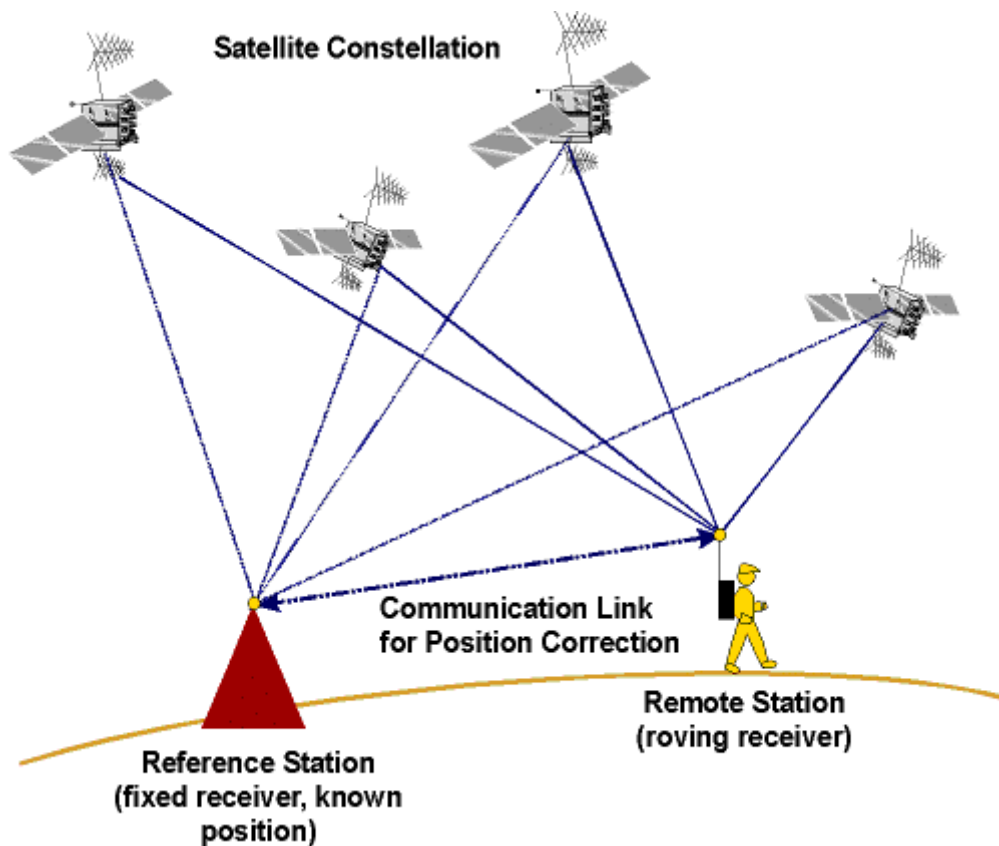 Satellite Constellation
Communication Link
for Position Correction
Remote Station
(roving receiver)
Reference Station
(fixed receiver, known
position)